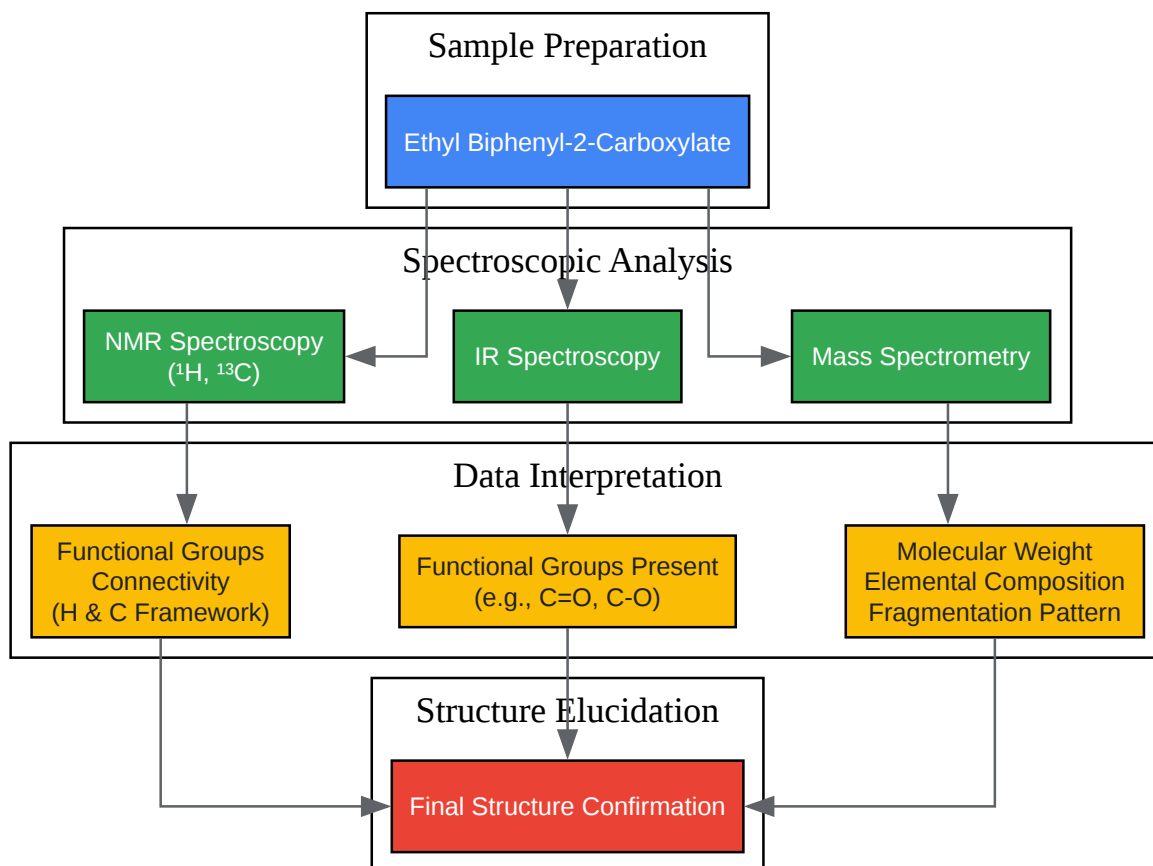 Sample Preparation
Ethyl Biphenyl-2-Carboxylate
Spectroscopic Analysis
NMR Spectroscopy
(¹H, ¹³C)
IR Spectroscopy
Mass Spectrometry
Data Interpretation
Functional Groups
Connectivity
(H & C Framework)
Functional Groups Present
(e.g., C=O, C-O)
Molecular Weight
Elemental Composition
Fragmentation Pattern
Structure Elucidation
Final Structure Confirmation